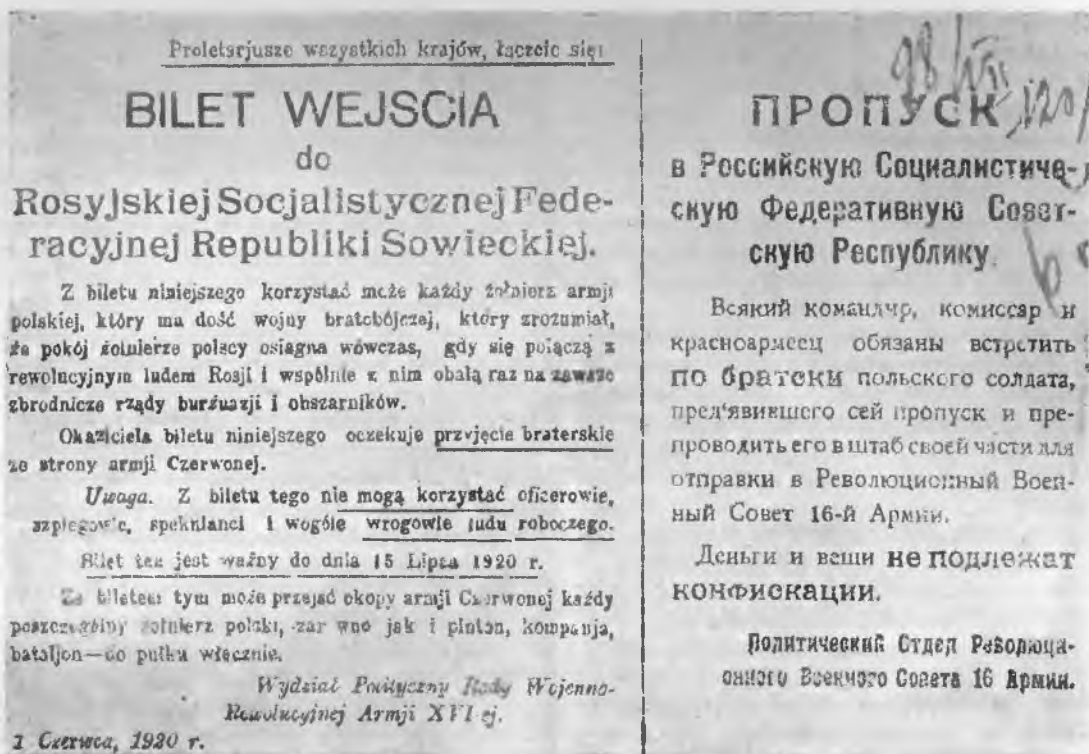 Proletarjusze wszystkich krajów, łączcie się!
BILET WEJSCIA
do
Rosyjskiej Socjalistycznej Fede-
racyjnej Republiki Sowieckiej.
Z biletu niniejszego korzystać może każdy żołnierz armji
polskiej, który ma dość wojny bratobójczej, który zrozumiał,
że pokój żołnierze polscy osiągną wówczas, gdy się połączą z
rewolucyjnym ludem Rosji i wspólnie z nim obalą raz na zawsze
zbrodnicze rządy burżuazji i obszarników.
Okaziciela biletu niniejszego oczekuje przyjęcie braterskie
ze strony armji Czerwonej.
Uwaga. Z biletu tego nie mogą korzystać oficerowie,
szpiegowie, spekulanci i wogóle wrogowie ludu roboczego.
Bilet ten jest ważny do dnia 15 Lipca 1920 r.
Za biletem tym może przejść okopy armji Czerwonej każdy
poszczególny żołnierz polski, zarówno jak i pluton, kompanja,
bataljon—do pułku włącznie.
Wydział Polityczny Rady Wojenno-
Rewolucyjnej Armji XVI-ej.
1 Czerwca, 1920 r.
ПРОПУСК
в Российскую Социалистиче-
скую Федеративную Совет-
скую Республику.
Всякий командир, комиссар и
красноармеец обязаны встретить
по братски польского солдата,
пред'явившего сей пропуск и пре-
проводить его в штаб своей части для
отправки в Революционный Воен-
ный Совет 16-й Армии.
Деньги и вещи не подлежат
конфискации.
Политический Отдел Революци-
онного Военного Совета 16 Армии.